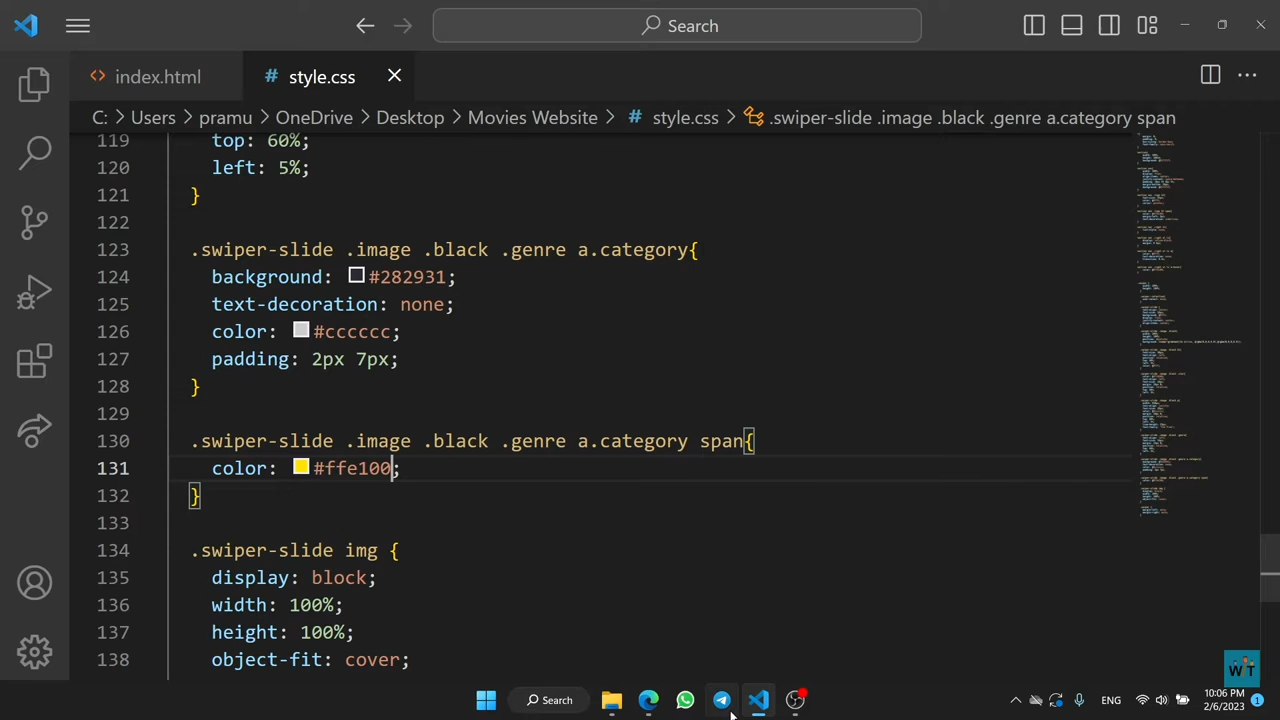 Search
index.html
# style.css
C: > Users > pramu > OneDrive > Desktop > Movies Website > # style.css > .swiper-slide .image .black .genre a.category span
119 top: 60%;
120 left: 5%;
121 }
122
123 .swiper-slide .image .black .genre a.category{
124 background: #282931;
125 text-decoration: none;
126 color: #cccccc;
127 padding: 2px 7px;
128 }
129
130 .swiper-slide .image .black .genre a.category span{
131 color: #ffe100;
132 }
133
134 .swiper-slide img {
135 display: block;
136 width: 100%;
137 height: 100%;
138 object-fit: cover;
WT
Search
ENG
10:06 PM
2/6/2023
1